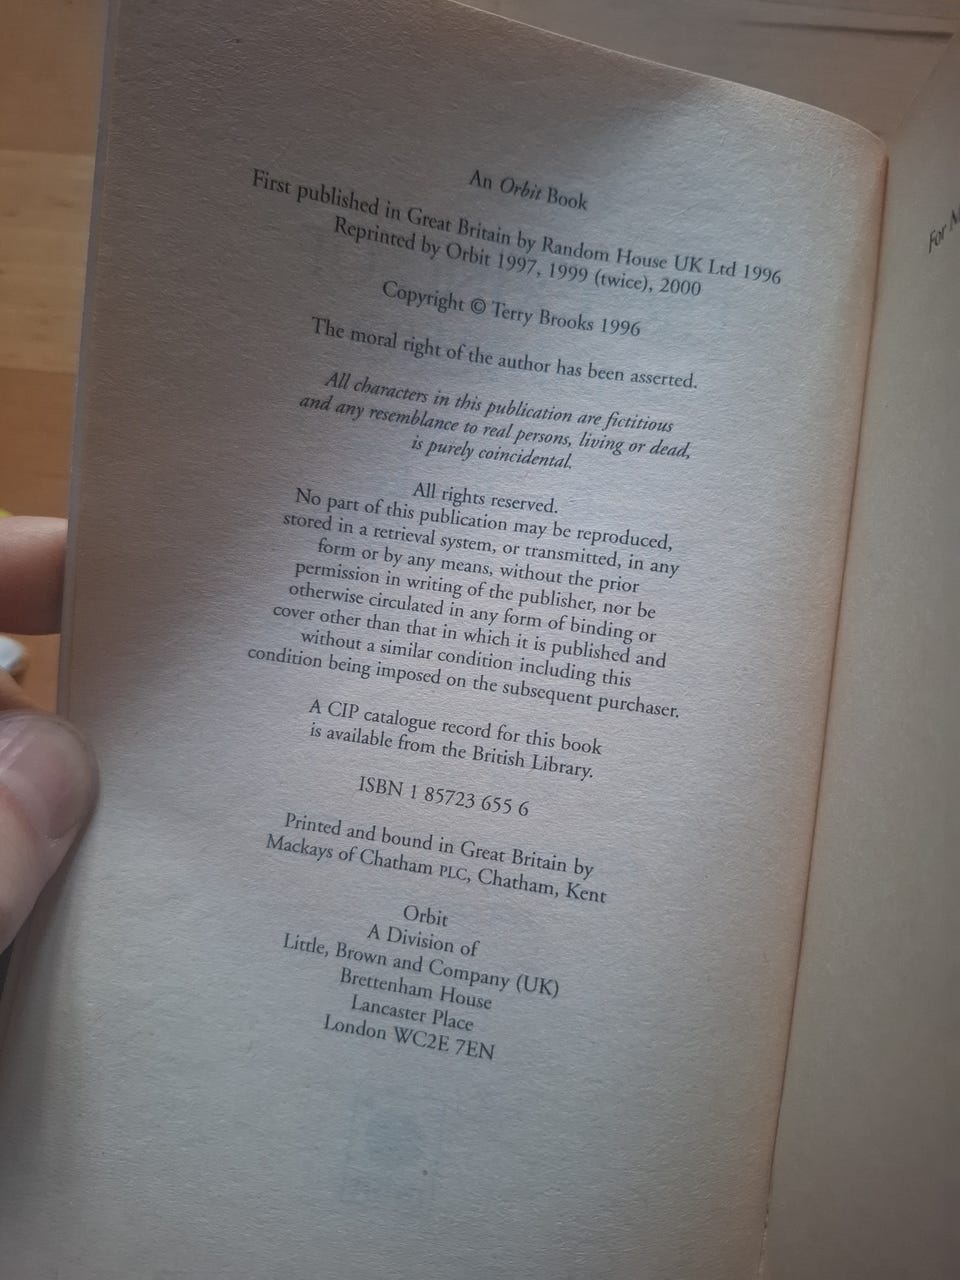 An Orbit Book
First published in Great Britain by Random House UK Ltd 1996
Reprinted by Orbit 1997, 1999 (twice), 2000
Copyright © Terry Brooks 1996
The moral right of the author has been asserted.
All characters in this publication are fictitious
and any resemblance to real persons, living or dead,
is purely coincidental.
All rights reserved.
No part of this publication may be reproduced,
stored in a retrieval system, or transmitted, in any
form or by any means, without the prior
permission in writing of the publisher, nor be
otherwise circulated in any form of binding or
cover other than that in which it is published and
without a similar condition including this
condition being imposed on the subsequent purchaser.
A CIP catalogue record for this book
is available from the British Library.
ISBN 1 85723 655 6
Printed and bound in Great Britain by
Mackays of Chatham PLC, Chatham, Kent
Orbit
A Division of
Little, Brown and Company (UK)
Brettenham House
Lancaster Place
London WC2E 7EN
For